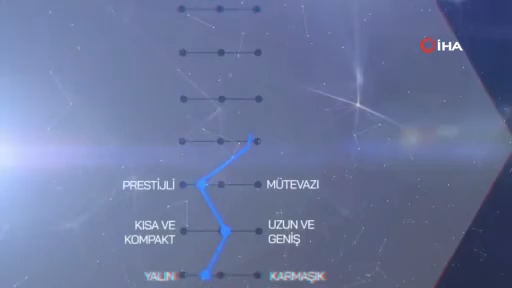 İHA
PRESTİJLİ
MÜTEVAZI
KISA VE
KOMPAKT
UZUN VE
GENİŞ
YALIN
KARMAŞIK